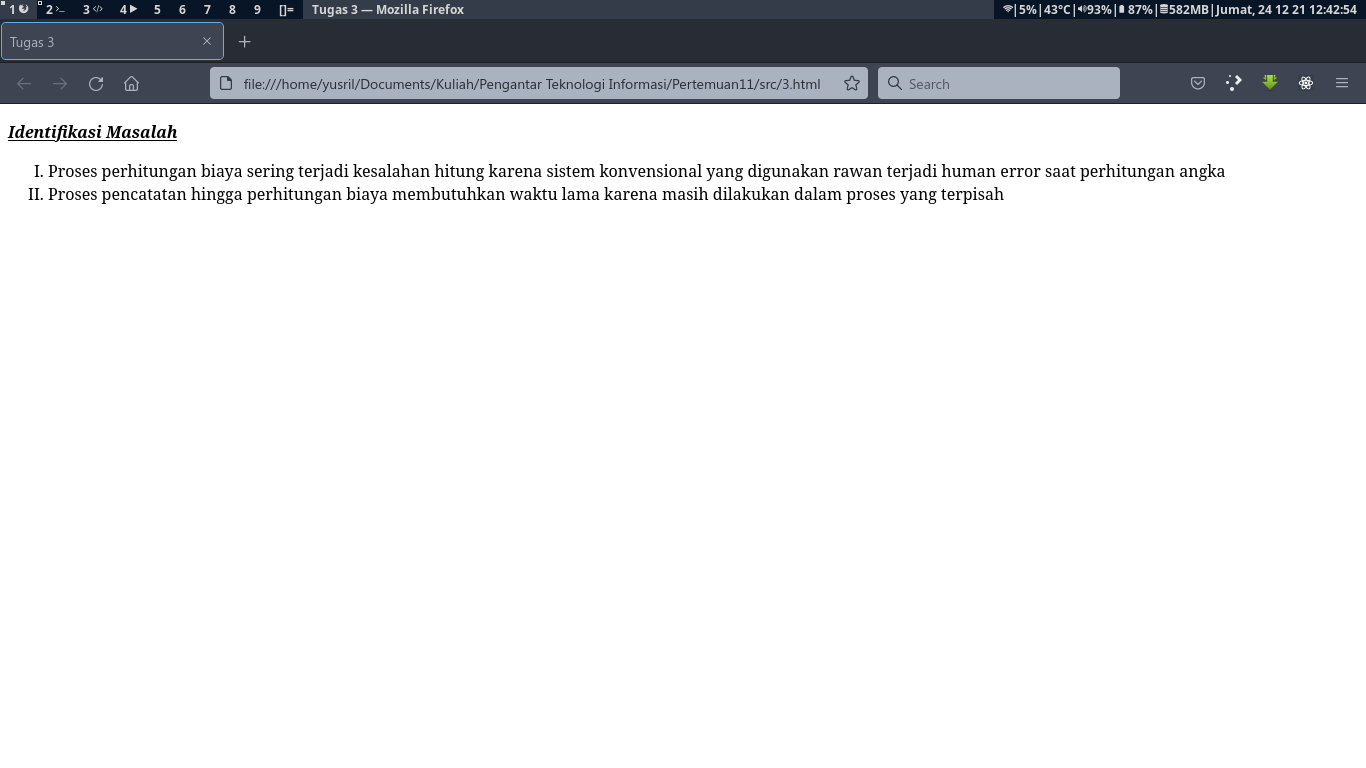 1 2 3 4 5 6 7 8 9 []= Tugas 3 — Mozilla Firefox |5%|43°C|93%|87%|582MB|Jumat, 24 12 21 12:42:54
Tugas 3
file:///home/yusril/Documents/Kuliah/Pengantar Teknologi Informasi/Pertemuan11/src/3.html Search
Identifikasi Masalah
I. Proses perhitungan biaya sering terjadi kesalahan hitung karena sistem konvensional yang digunakan rawan terjadi human error saat perhitungan angka
II. Proses pencatatan hingga perhitungan biaya membutuhkan waktu lama karena masih dilakukan dalam proses yang terpisah